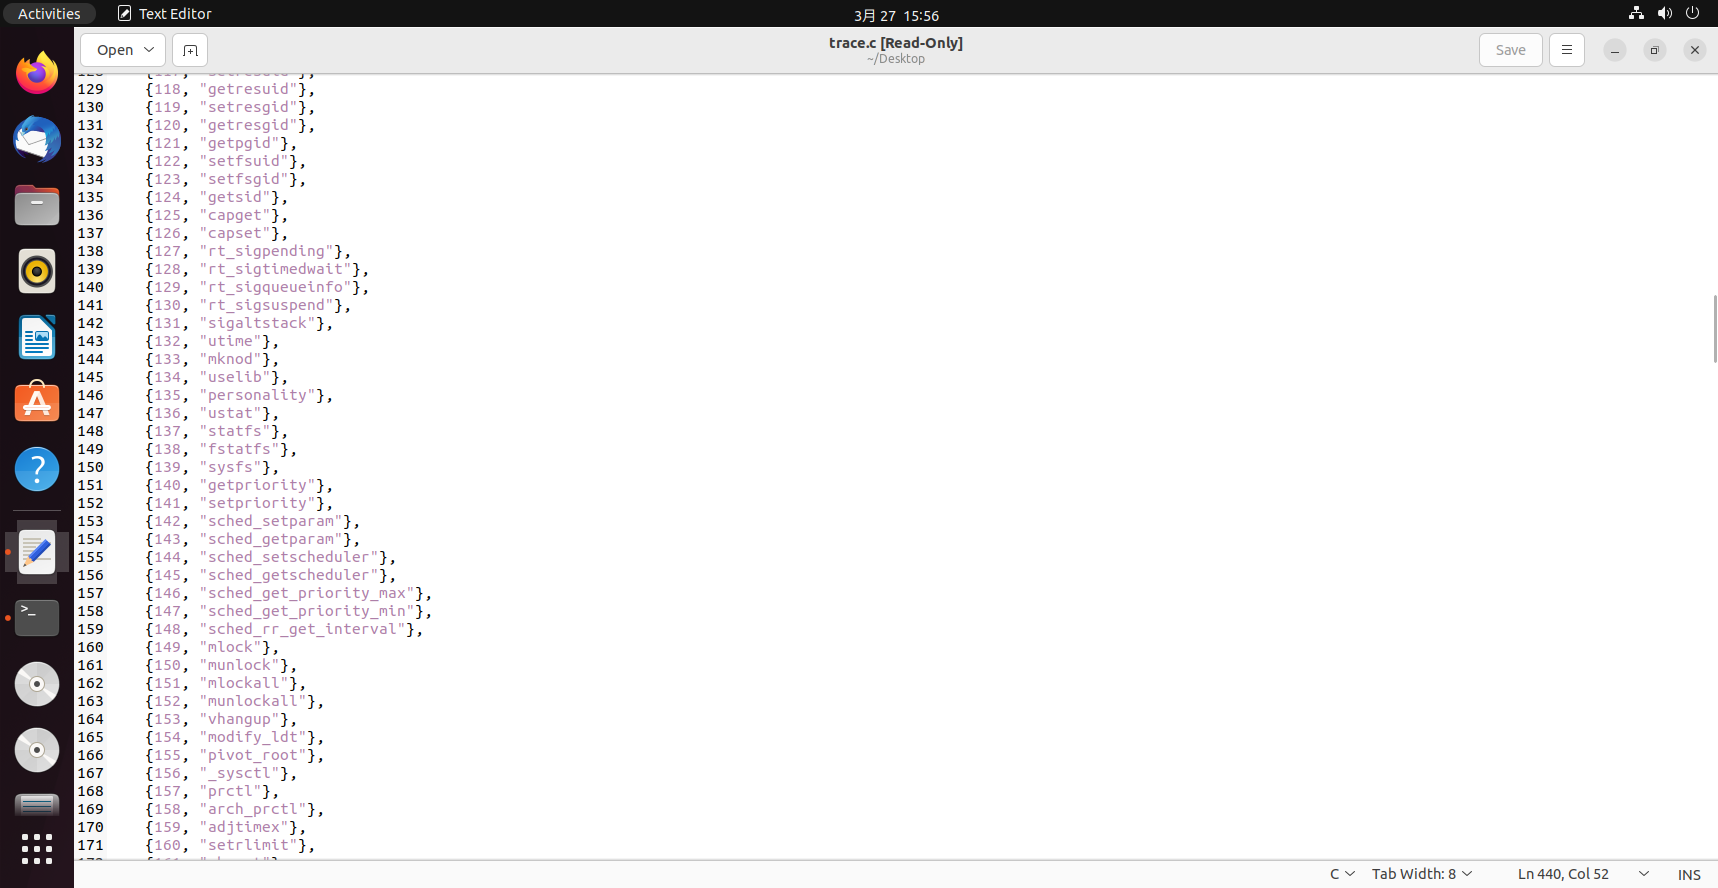 Activities
Text Editor
3月 27 15:56
Open
trace.c [Read-Only]
~/Desktop
Save
129 {118, "getresuid"},
130 {119, "setresgid"},
131 {120, "getresgid"},
132 {121, "getpgid"},
133 {122, "setfsuid"},
134 {123, "setfsgid"},
135 {124, "getsid"},
136 {125, "capget"},
137 {126, "capset"},
138 {127, "rt_sigpending"},
139 {128, "rt_sigtimedwait"},
140 {129, "rt_sigqueueinfo"},
141 {130, "rt_sigsuspend"},
142 {131, "sigaltstack"},
143 {132, "utime"},
144 {133, "mknod"},
145 {134, "uselib"},
146 {135, "personality"},
147 {136, "ustat"},
148 {137, "statfs"},
149 {138, "fstatfs"},
150 {139, "sysfs"},
151 {140, "getpriority"},
152 {141, "setpriority"},
153 {142, "sched_setparam"},
154 {143, "sched_getparam"},
155 {144, "sched_setscheduler"},
156 {145, "sched_getscheduler"},
157 {146, "sched_get_priority_max"},
158 {147, "sched_get_priority_min"},
159 {148, "sched_rr_get_interval"},
160 {149, "mlock"},
161 {150, "munlock"},
162 {151, "mlockall"},
163 {152, "munlockall"},
164 {153, "vhangup"},
165 {154, "modify_ldt"},
166 {155, "pivot_root"},
167 {156, "_sysctl"},
168 {157, "prctl"},
169 {158, "arch_prctl"},
170 {159, "adjtimex"},
171 {160, "setrlimit"},
C
Tab Width: 8
Ln 440, Col 52
INS